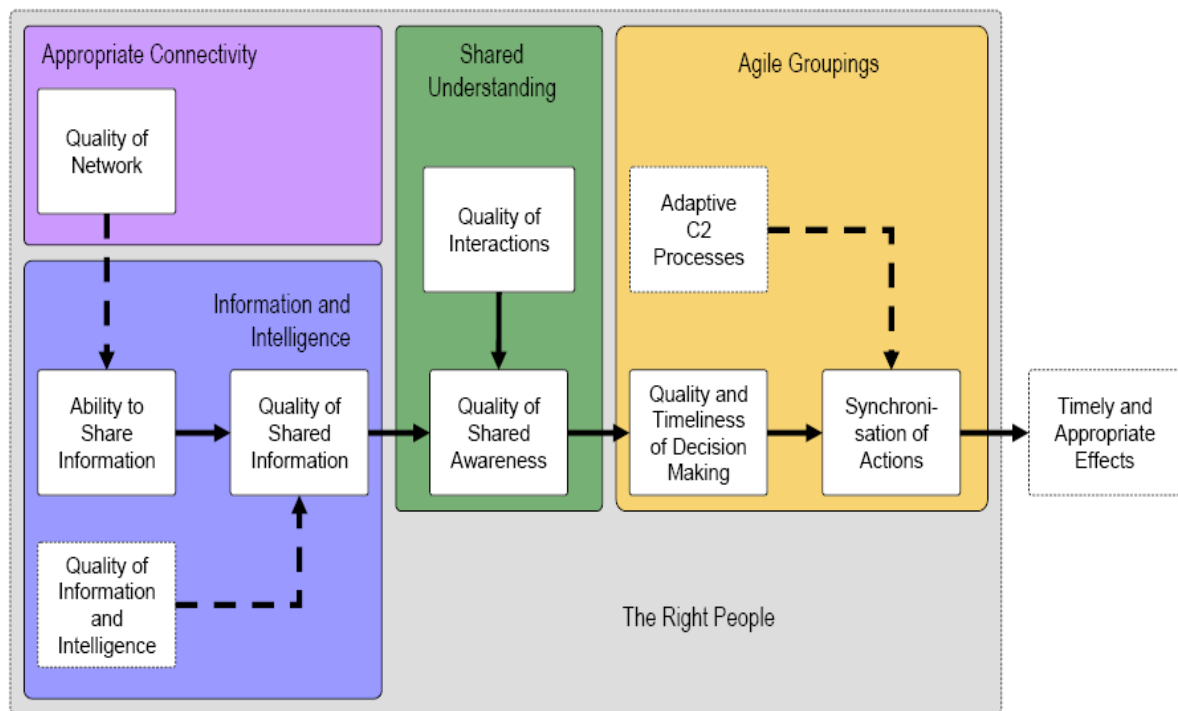 Appropriate Connectivity
Quality of
Network
Shared
Understanding
Quality of
Interactions
Agile Groupings
Adaptive
C2
Processes
Information and
Intelligence
Ability to
Share
Information
Quality of
Shared
Information
Quality of
Shared
Awareness
Quality and
Timeliness
of Decision
Making
Synchroni-
sation of
Actions
Timely and
Appropriate
Effects
Quality of
Information
and
Intelligence
The Right People